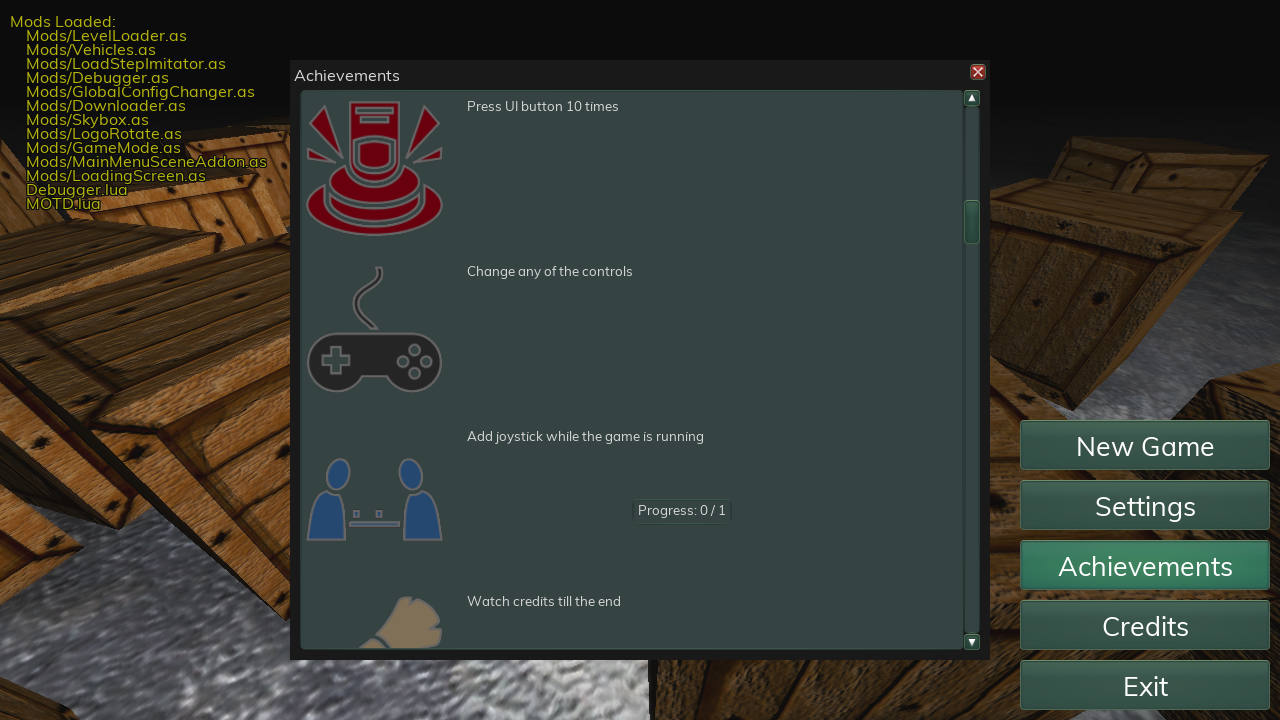 Mods Loaded:
Mods/LevelLoader.as
Mods/Vehicles.as
Mods/LoadStepImitator.as
Mods/Debugger.as
Mods/GlobalConfigChanger.as
Mods/Downloader.as
Mods/Skybox.as
Mods/LogoRotate.as
Mods/GameMode.as
Mods/MainMenuSceneAddon.as
Mods/LoadingScreen.as
Debugger.lua
MOTD.lua
Achievements
Press UI button 10 times
Change any of the controls
Add joystick while the game is running
Progress: 0 / 1
Watch credits till the end
New Game
Settings
Achievements
Credits
Exit